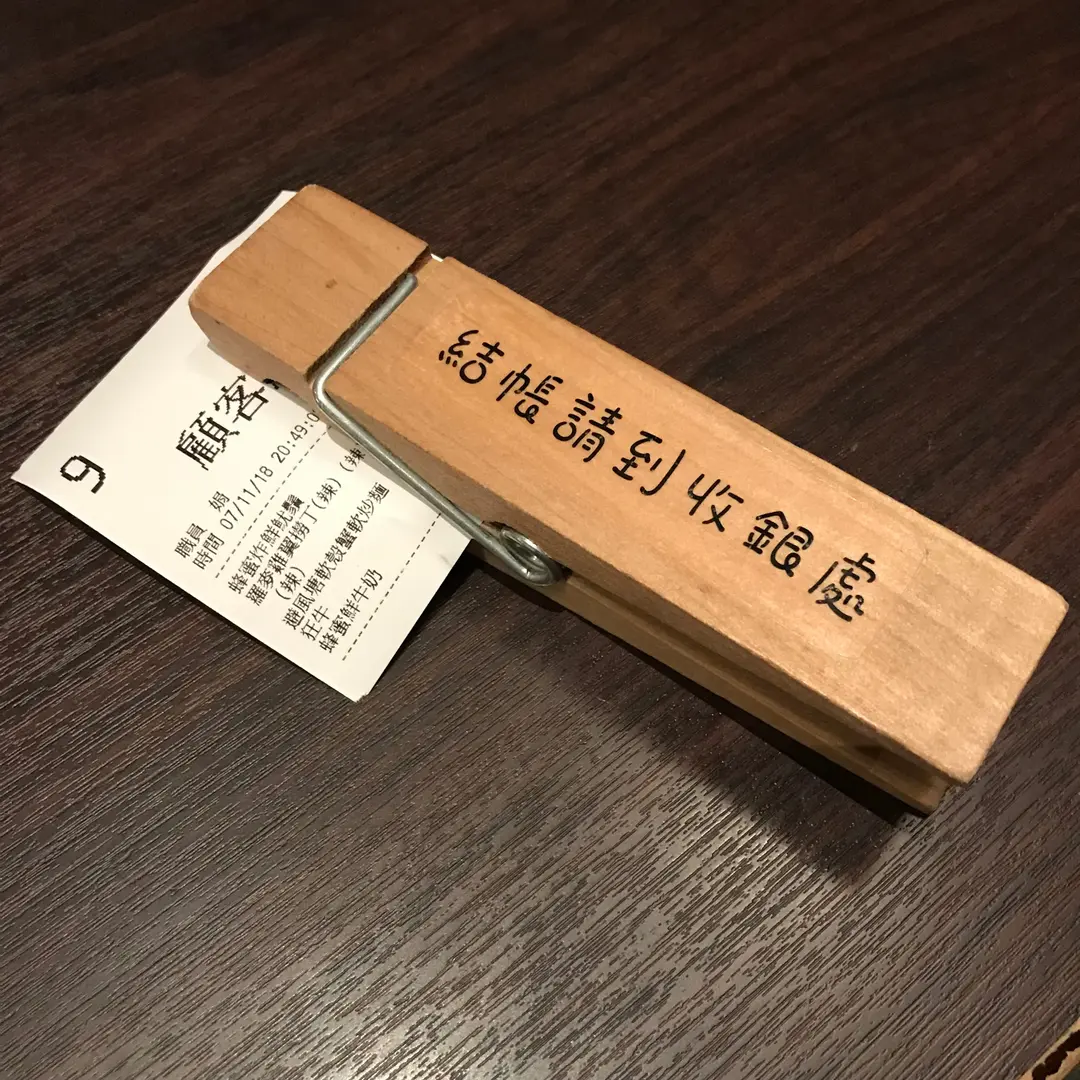 結帳請到收銀處
9
顧客
職員 娟
時間 07/11/18 20:49:0
蜂蜜炸鮮魷鬚 (辣
羅麥雞翼撈丁(辣)
(辣)
避風塘軟殼蟹軟炒麵
狂牛
蜂蜜鮮牛奶